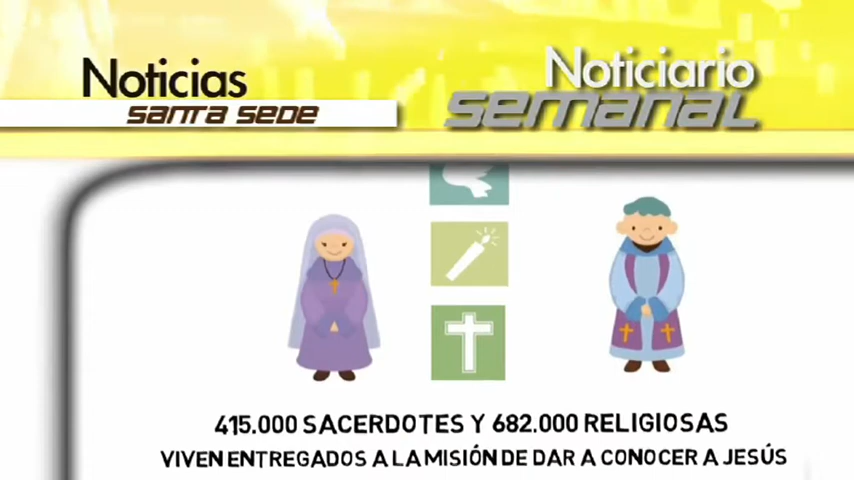 Noticias
SANTA SEDE
Noticiario
SEMANAL
415.000 SACERDOTES Y 682.000 RELIGIOSAS
VIVEN ENTREGADOS A LA MISIÓN DE DAR A CONOCER A JESÚS